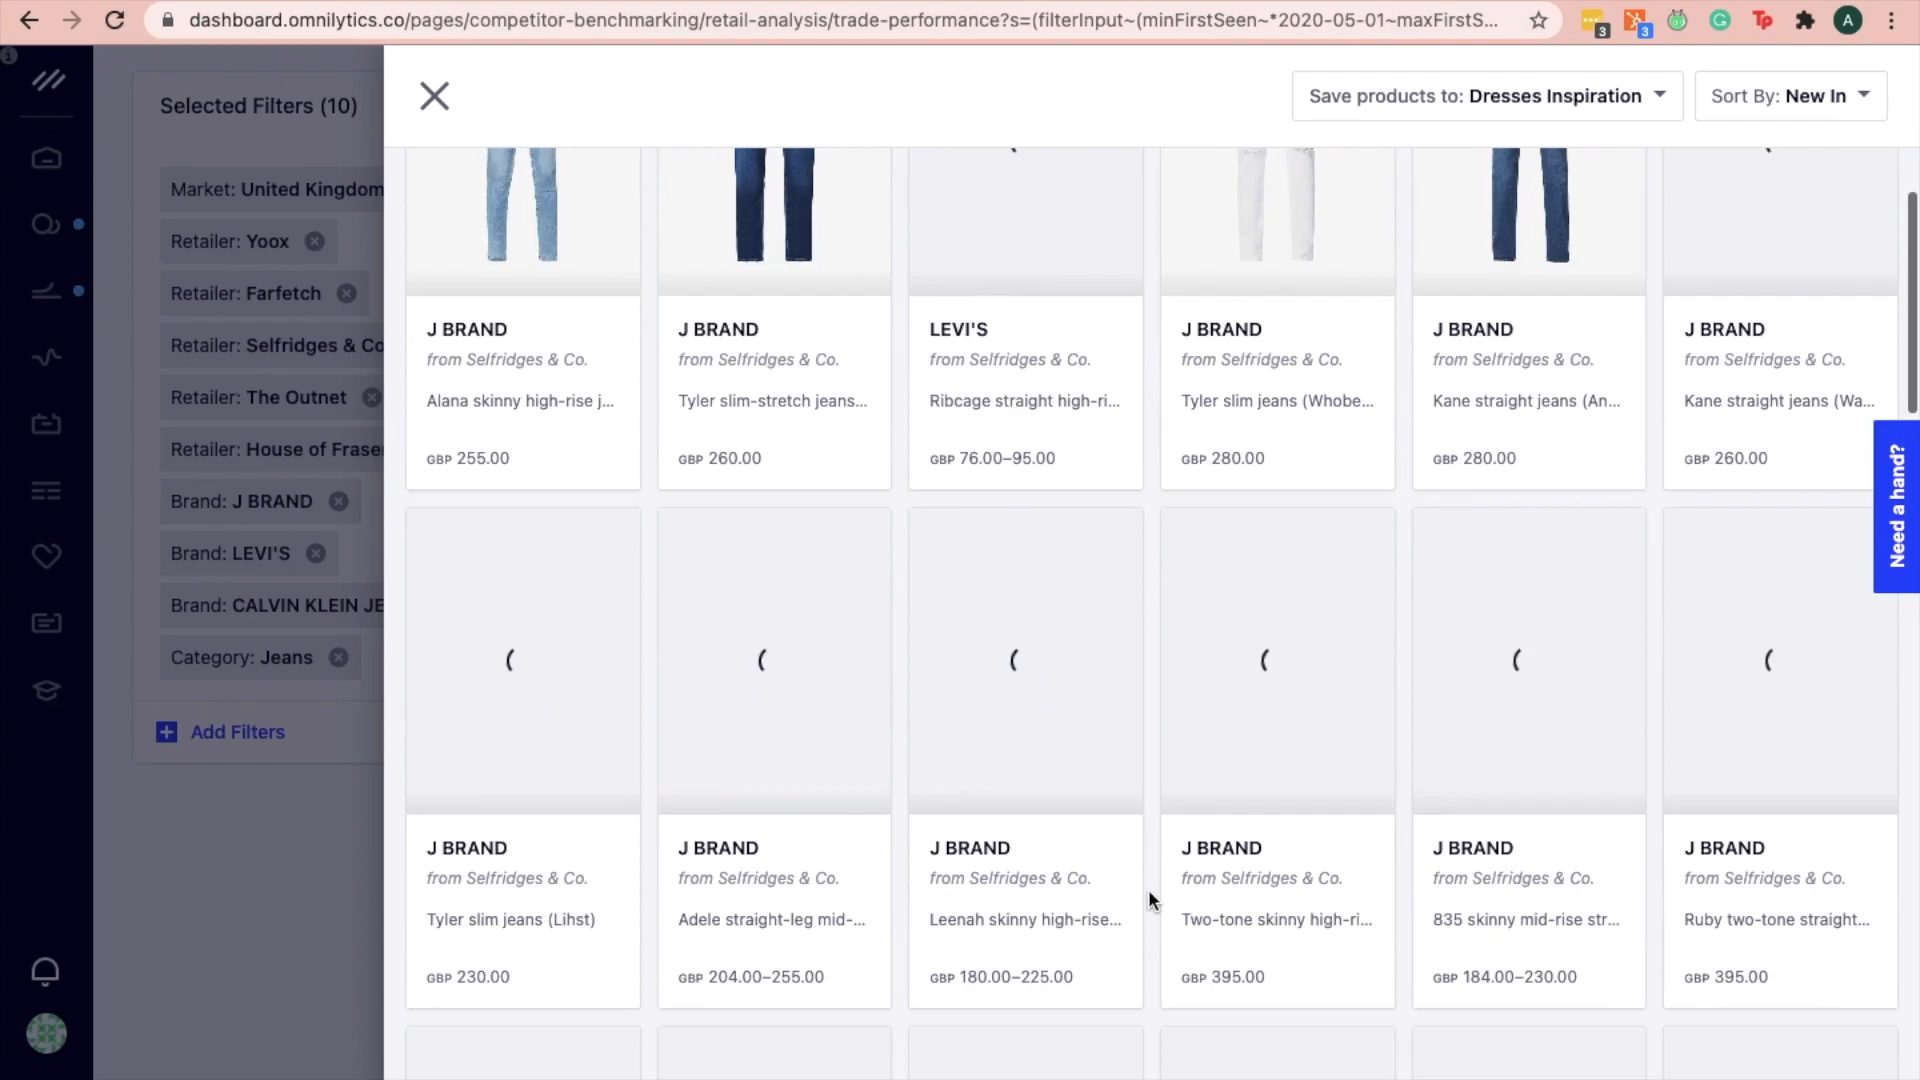 dashboard.omnilytics.co/pages/competitor-benchmarking/retail-analysis/trade-performance?s=(filterInput~(minFirstSeen~*2020-05-01~maxFirstS...
3
3
A
Selected Filters (10)
Save products to: Dresses Inspiration
Sort By: New In
Market: United Kingdom
Retailer: Yoox
Retailer: Farfetch
Retailer: Selfridges & Co
Retailer: The Outnet
Retailer: House of Frase
Brand: J BRAND
Brand: LEVI'S
Brand: CALVIN KLEIN JE
Category: Jeans
Add Filters
J BRAND
from Selfridges & Co.
Alana skinny high-rise j...
GBP 255.00
J BRAND
from Selfridges & Co.
Tyler slim-stretch jeans...
GBP 260.00
LEVI'S
from Selfridges & Co.
Ribcage straight high-ri...
GBP 76.00–95.00
J BRAND
from Selfridges & Co.
Tyler slim jeans (Whobe...
GBP 280.00
J BRAND
from Selfridges & Co.
Kane straight jeans (An...
GBP 280.00
J BRAND
from Selfridges & Co.
Kane straight jeans (Wa...
GBP 260.00
Need a hand?
J BRAND
from Selfridges & Co.
Tyler slim jeans (Lihst)
GBP 230.00
J BRAND
from Selfridges & Co.
Adele straight-leg mid-...
GBP 204.00–255.00
J BRAND
from Selfridges & Co.
Leenah skinny high-rise...
GBP 180.00–225.00
J BRAND
from Selfridges & Co.
Two-tone skinny high-ri...
GBP 395.00
J BRAND
from Selfridges & Co.
835 skinny mid-rise str...
GBP 184.00–230.00
J BRAND
from Selfridges & Co.
Ruby two-tone straight...
GBP 395.00